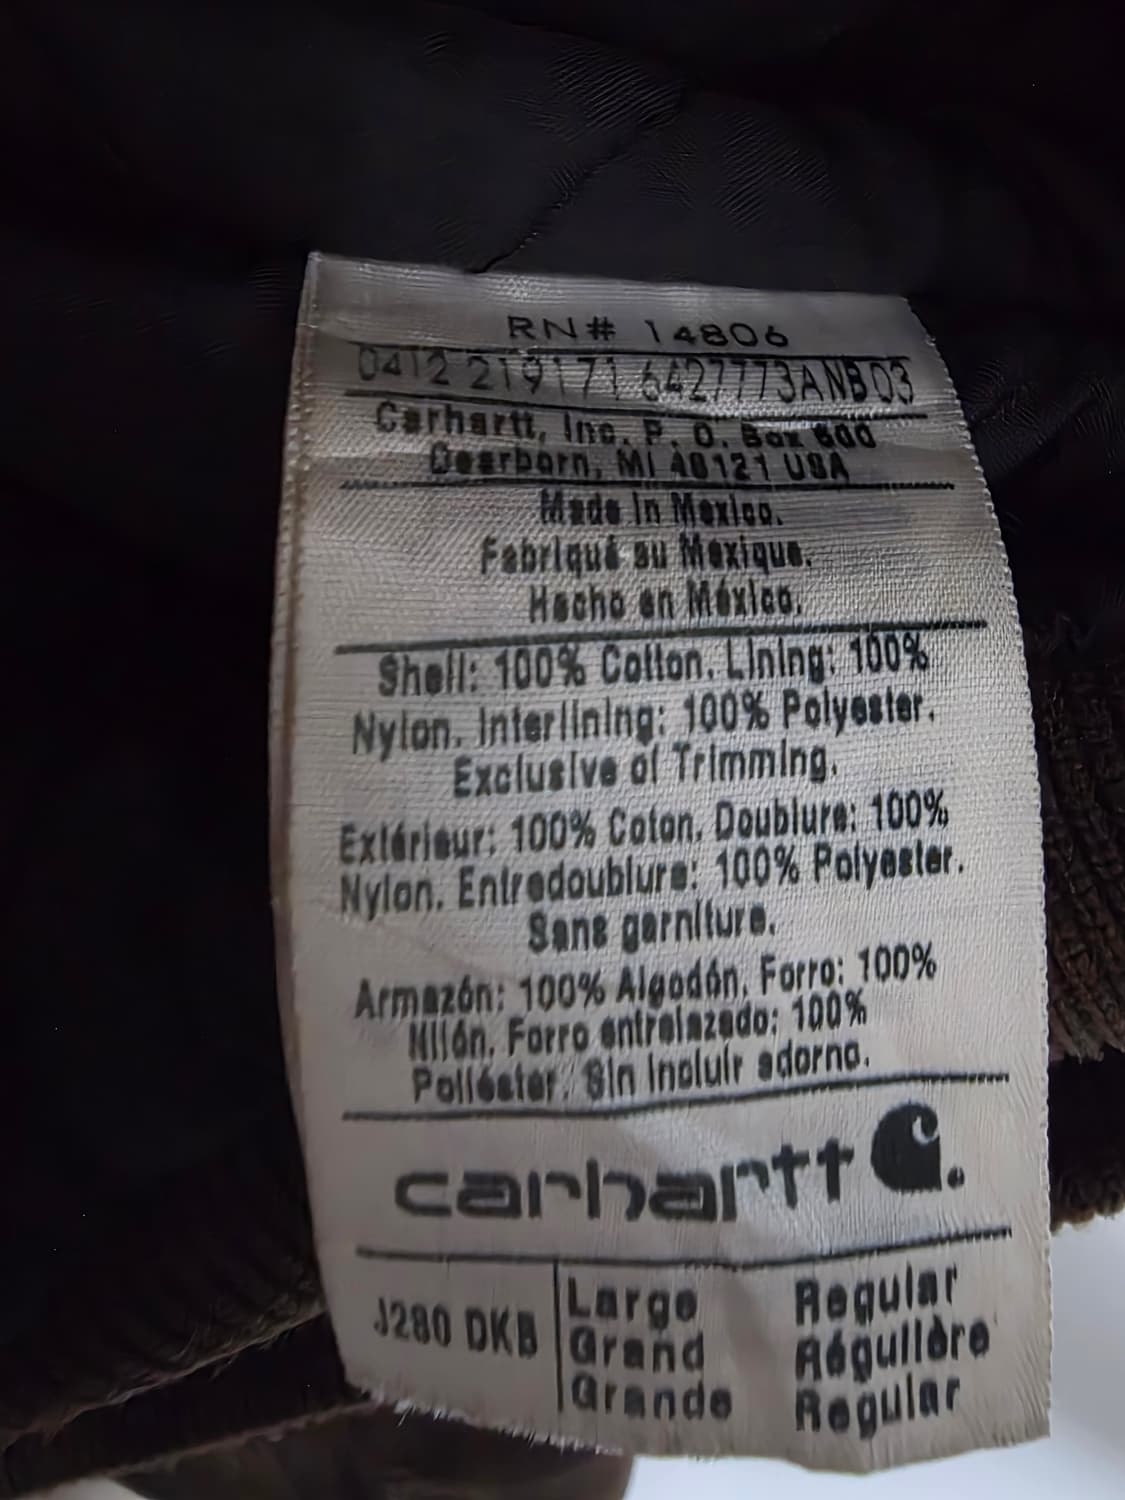 RN# 14806
0412 219171 6427773ANB03
Carhartt, Inc. P. O. Box 600
Dearborn, MI 48121 USA
Made in Mexico.
Fabriqué au Mexique.
Hecho en México.
Shell: 100% Cotton. Lining: 100%
Nylon. Interlining: 100% Polyester.
Exclusive of Trimming.
Extérieur: 100% Coton. Doublure: 100%
Nylon. Entredoublure: 100% Polyester.
Sans garniture.
Armazón: 100% Algodón. Forro: 100%
Nilón. Forro entrelazado: 100%
Poliéster. Sin incluir adorno.
carhartt
J280 DKB
Large Regular
Grand Régulière
Grande Regular